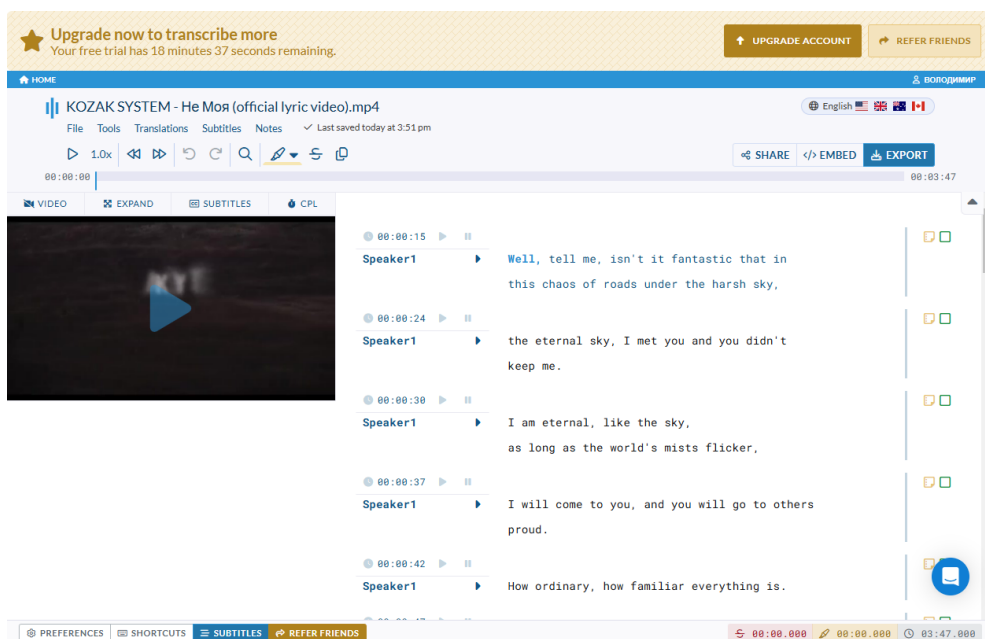 Upgrade now to transcribe more
Your free trial has 18 minutes 37 seconds remaining.
UPGRADE ACCOUNT
REFER FRIENDS
HOME
ВОЛОДИМИР
KOZAK SYSTEM - Не Моя (official lyric video).mp4
English
File Tools Translations Subtitles Notes Last saved today at 3:51 pm
1.0x
SHARE </> EMBED EXPORT
00:00:00 00:03:47
VIDEO EXPAND SUBTITLES CPL
00:00:15
Speaker1 Well, tell me, isn't it fantastic that in
this chaos of roads under the harsh sky,
00:00:24
Speaker1 the eternal sky, I met you and you didn't
keep me.
00:00:30
Speaker1 I am eternal, like the sky,
as long as the world's mists flicker,
00:00:37
Speaker1 I will come to you, and you will go to others
proud.
00:00:42
Speaker1 How ordinary, how familiar everything is.
PREFERENCES SHORTCUTS SUBTITLES REFER FRIENDS 00:00.000 00:00.000 03:47.000